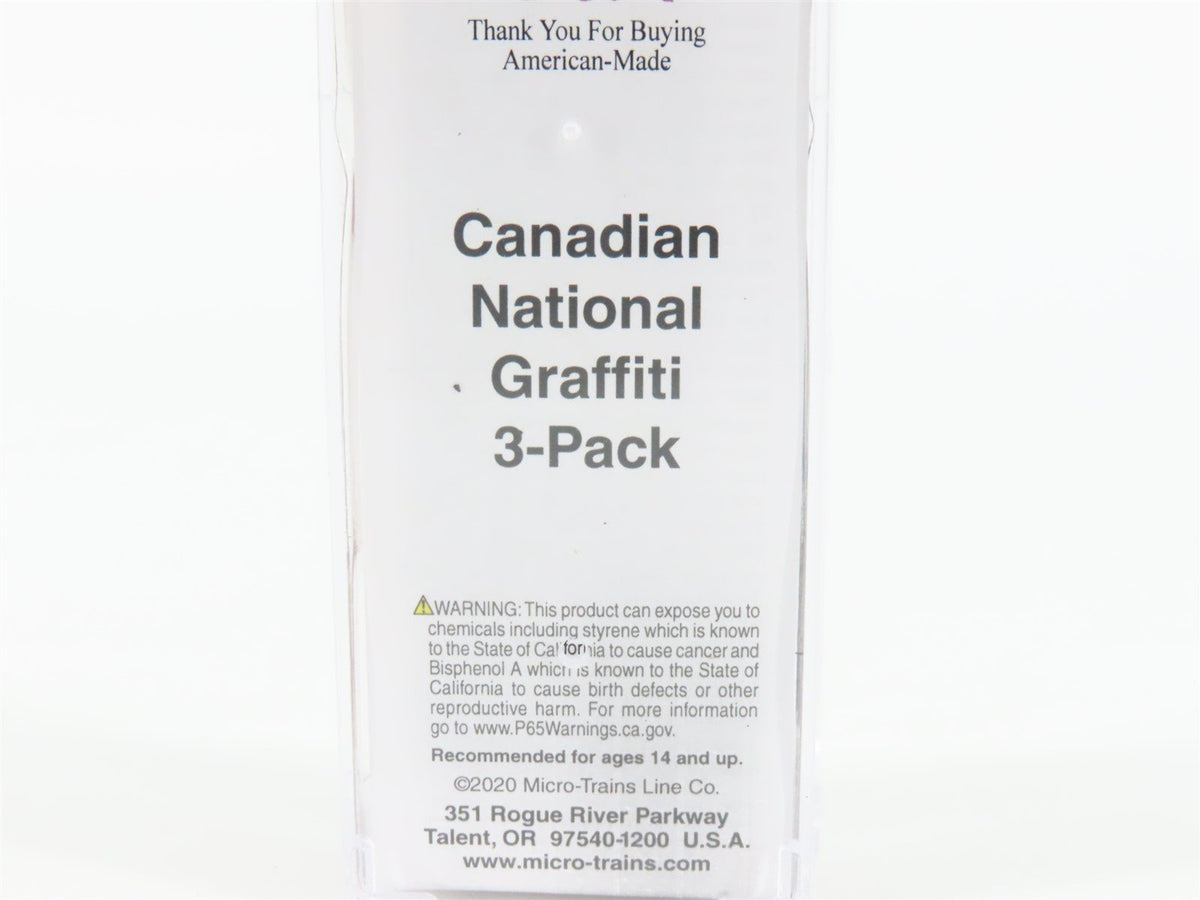 Thank You For Buying
American-Made
Canadian
National
Graffiti
3-Pack
WARNING: This product can expose you to
chemicals including styrene which is known
to the State of California to cause cancer and
Bisphenol A which is known to the State of
California to cause birth defects or other
reproductive harm. For more information
go to www.P65Warnings.ca.gov.
Recommended for ages 14 and up.
©2020 Micro-Trains Line Co.
351 Rogue River Parkway
Talent, OR 97540-1200 U.S.A.
www.micro-trains.com